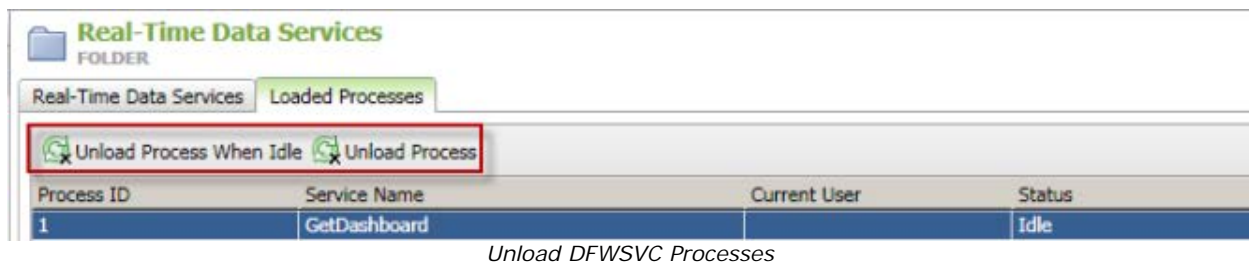 Real-Time Data Services
FOLDER
Real-Time Data Services Loaded Processes
Unload Process When Idle Unload Process
Process ID Service Name Current User Status
1 GetDashboard Idle
Unload DFWSVC Processes